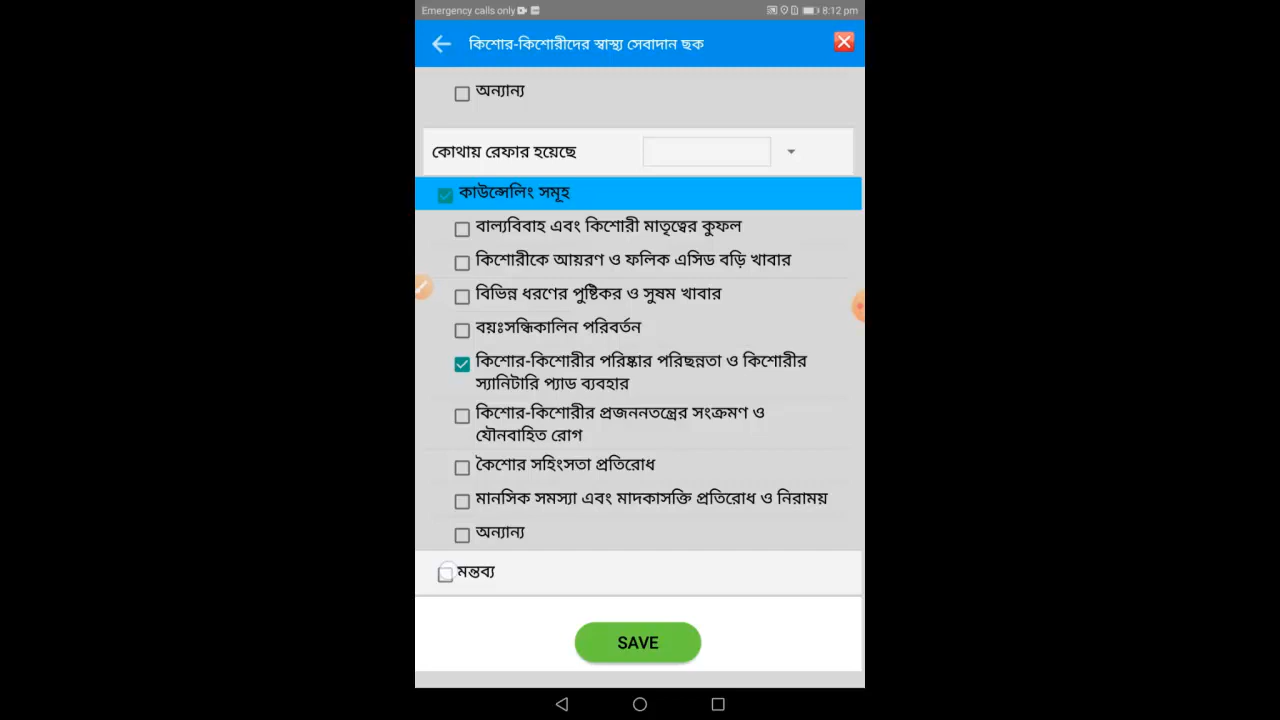 Emergency calls only
8:12 pm
কিশোর-কিশোরীদের স্বাস্থ্য সেবাদান ছক
অন্যান্য
কোথায় রেফার হয়েছে
কাউন্সেলিং সমূহ
বাল্যবিবাহ এবং কিশোরী মাতৃত্বের কুফল
কিশোরীকে আয়রণ ও ফলিক এসিড বড়ি খাবার
বিভিন্ন ধরণের পুষ্টিকর ও সুষম খাবার
বয়ঃসন্ধিকালিন পরিবর্তন
কিশোর-কিশোরীর পরিষ্কার পরিছন্নতা ও কিশোরীর
স্যানিটারি প্যাড ব্যবহার
কিশোর-কিশোরীর প্রজননতন্ত্রের সংক্রমণ ও
যৌনবাহিত রোগ
কৈশোর সহিংসতা প্রতিরোধ
মানসিক সমস্যা এবং মাদকাসক্তি প্রতিরোধ ও নিরাময়
অন্যান্য
মন্তব্য
SAVE